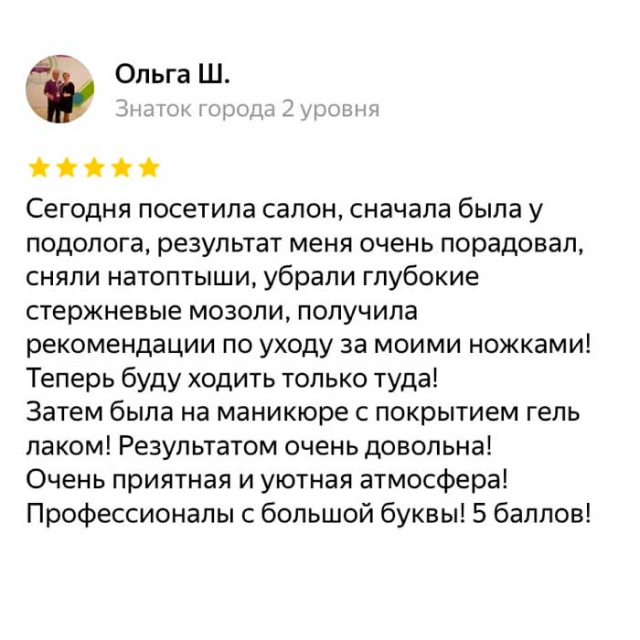 Ольга Ш.
Знаток города 2 уровня
Сегодня посетила салон, сначала была у
подолога, результат меня очень порадовал,
сняли натоптыши, убрали глубокие
стержневые мозоли, получила
рекомендации по уходу за моими ножками!
Теперь буду ходить только туда!
Затем была на маникюре с покрытием гель
лаком! Результатом очень довольна!
Очень приятная и уютная атмосфера!
Профессионалы с большой буквы! 5 баллов!